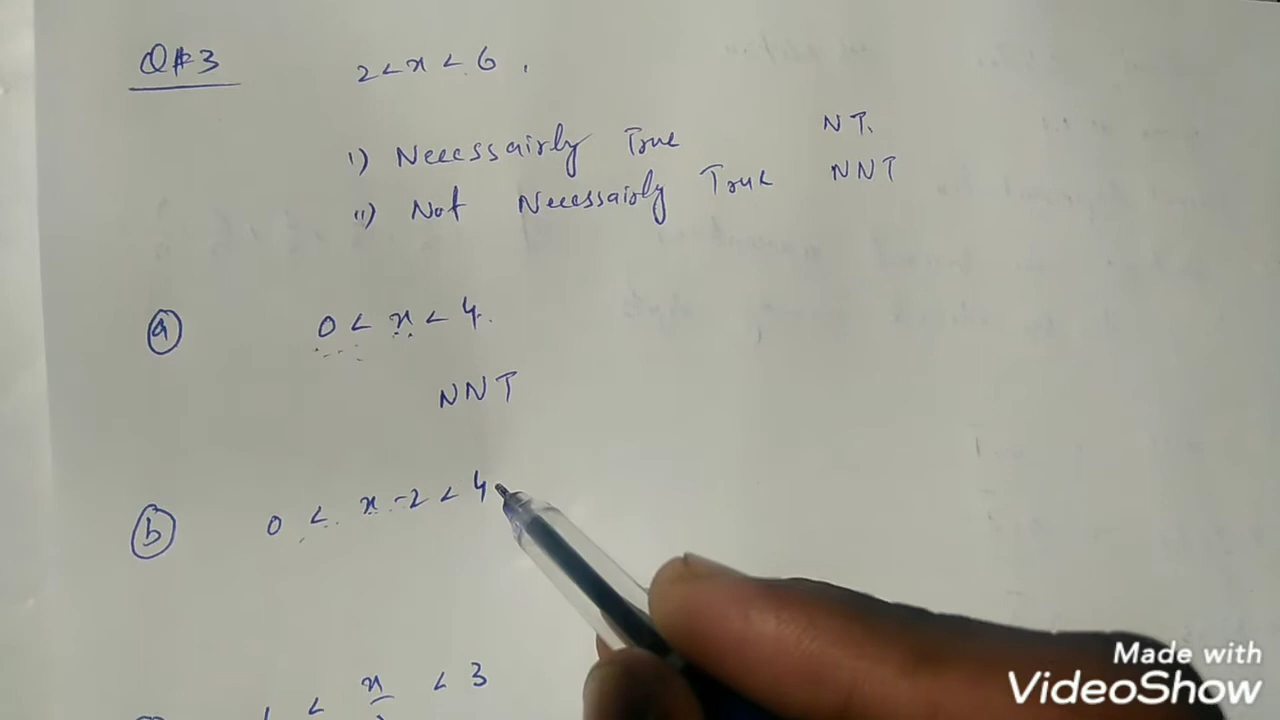 Q#3 2 < x < 6 .
i) Necessairly True NT.
ii) Not Necessairly True NNT
(a) 0 < x < 4.
NNT
(b) 0 < x - 2 < 4
< x < 3
Made with
VideoShow